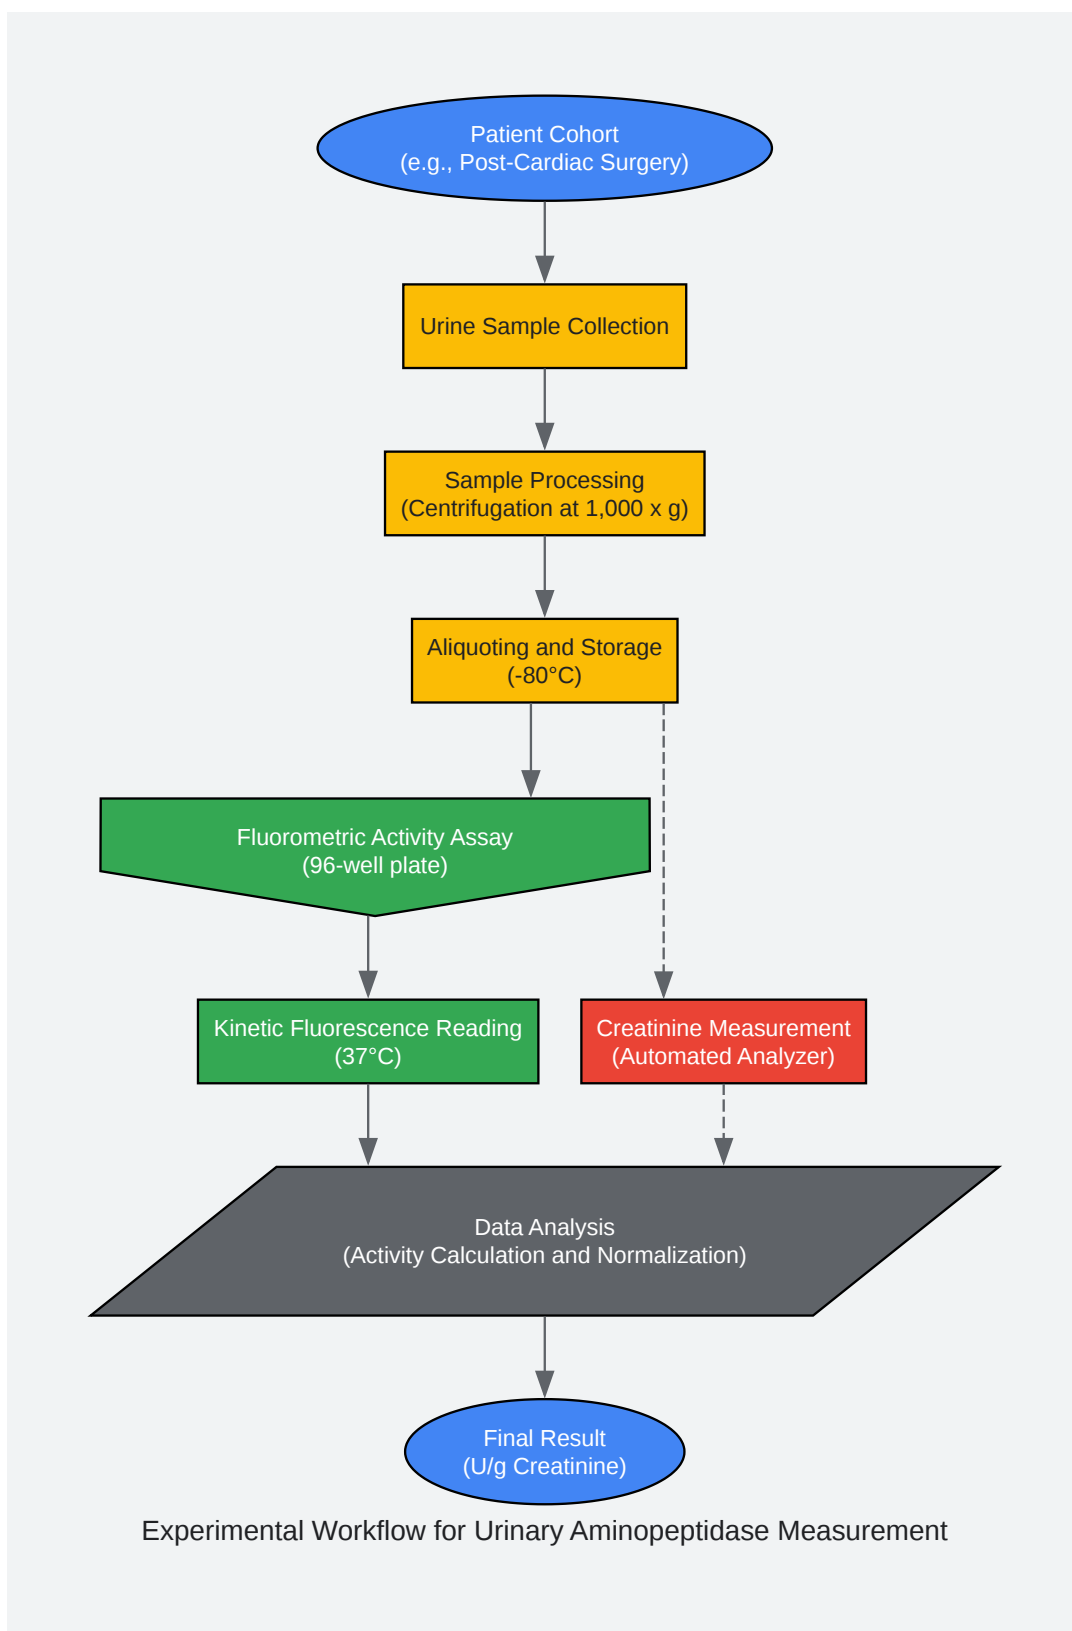 Patient Cohort
(e.g., Post-Cardiac Surgery)
Urine Sample Collection
Sample Processing
(Centrifugation at 1,000 x g)
Aliquoting and Storage
(-80°C)
Fluorometric Activity Assay
(96-well plate)
Kinetic Fluorescence Reading
(37°C)
Creatinine Measurement
(Automated Analyzer)
Data Analysis
(Activity Calculation and Normalization)
Final Result
(U/g Creatinine)
Experimental Workflow for Urinary Aminopeptidase Measurement